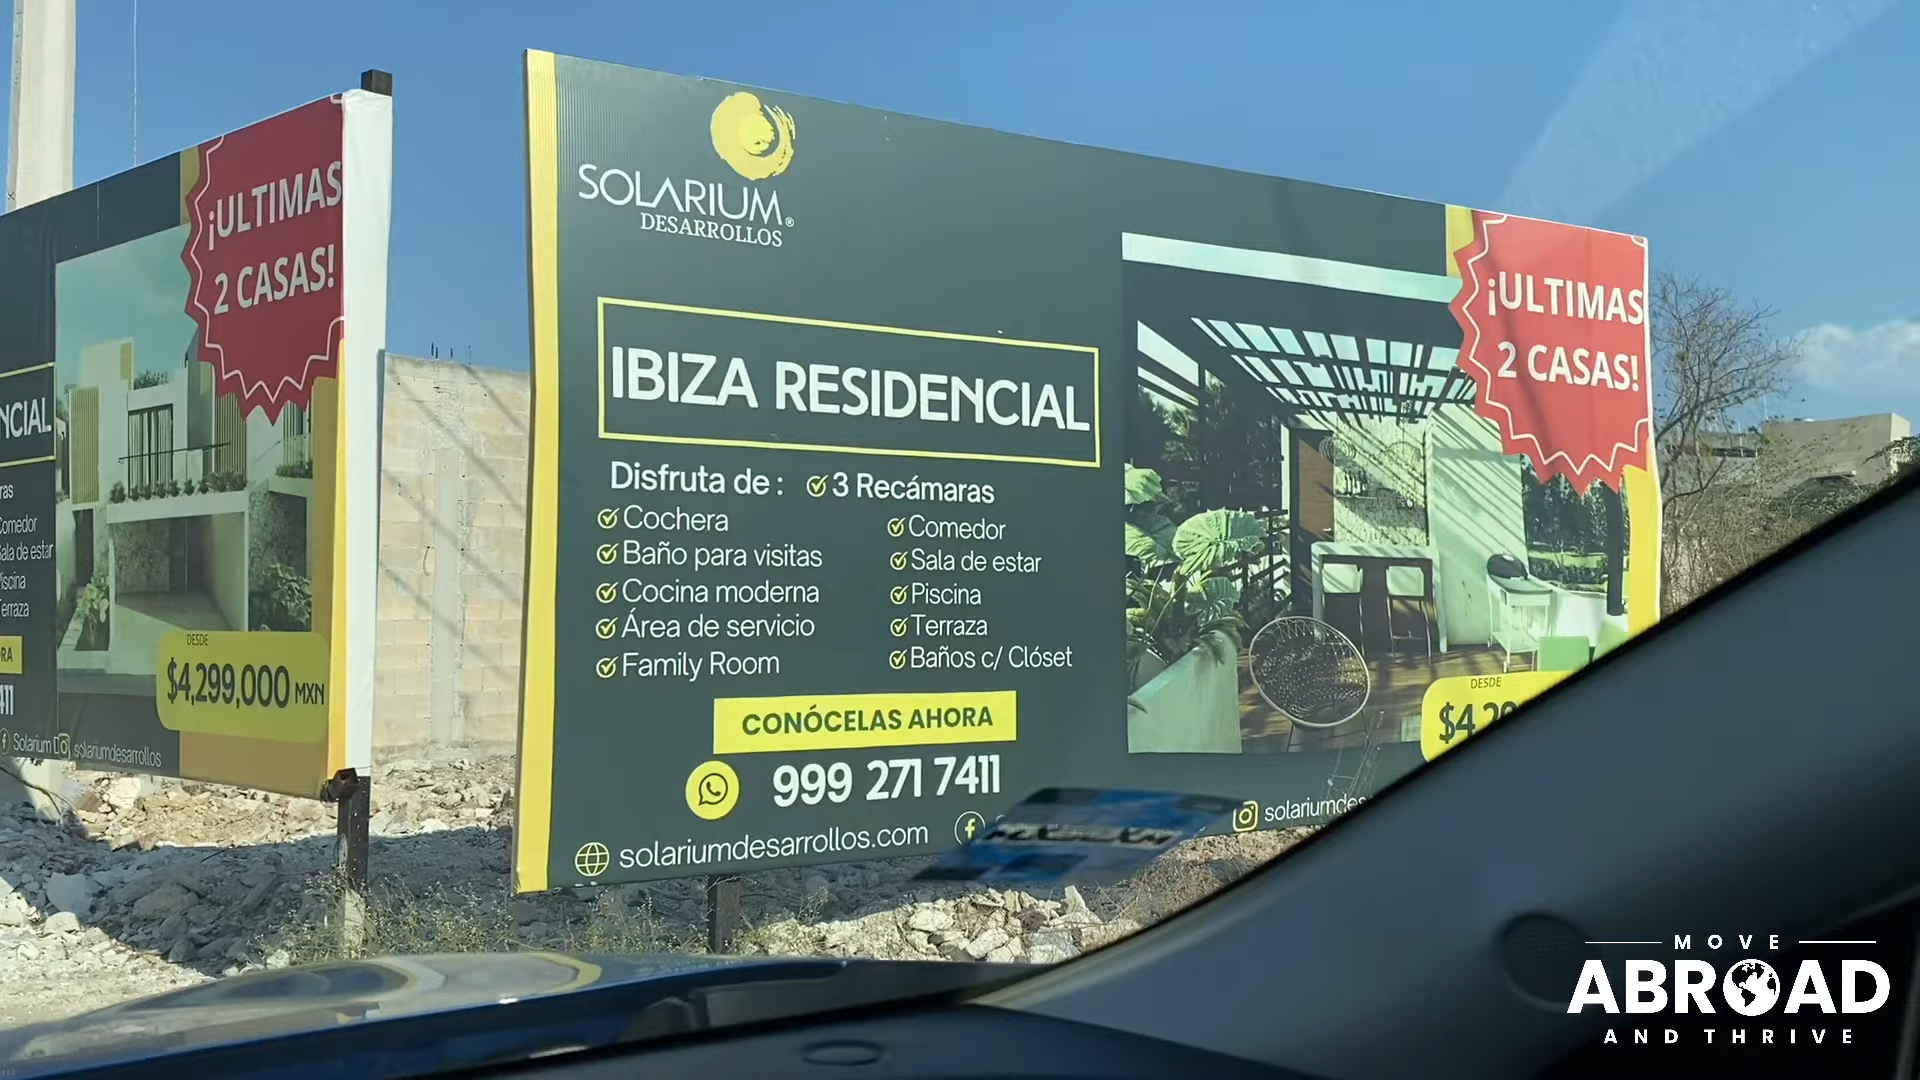 ¡ULTIMAS
2 CASAS!
NCIAL
Comedor
Sala de estar
Piscina
Terraza
DESDE
$4,299,000 MXN
solariumdesarrollos
SOLARIUM
DESARROLLOS®
IBIZA RESIDENCIAL
Disfruta de : 3 Recámaras
Cochera
Baño para visitas
Cocina moderna
Área de servicio
Family Room
Comedor
Sala de estar
Piscina
Terraza
Baños c/ Clóset
CONÓCELAS AHORA
999 271 7411
solariumdesarrollos.com
¡ULTIMAS
2 CASAS!
DESDE
MOVE
ABROAD
AND THRIVE